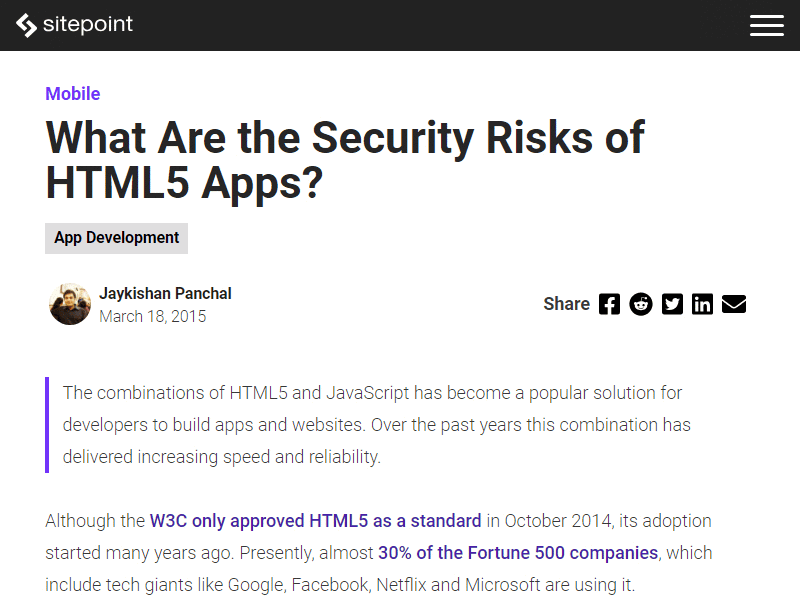 sitepoint
Mobile
What Are the Security Risks of
HTML5 Apps?
App Development
Jaykishan Panchal
March 18, 2015
Share
The combinations of HTML5 and JavaScript has become a popular solution for
developers to build apps and websites. Over the past years this combination has
delivered increasing speed and reliability.
Although the W3C only approved HTML5 as a standard in October 2014, its adoption
started many years ago. Presently, almost 30% of the Fortune 500 companies, which
include tech giants like Google, Facebook, Netflix and Microsoft are using it.